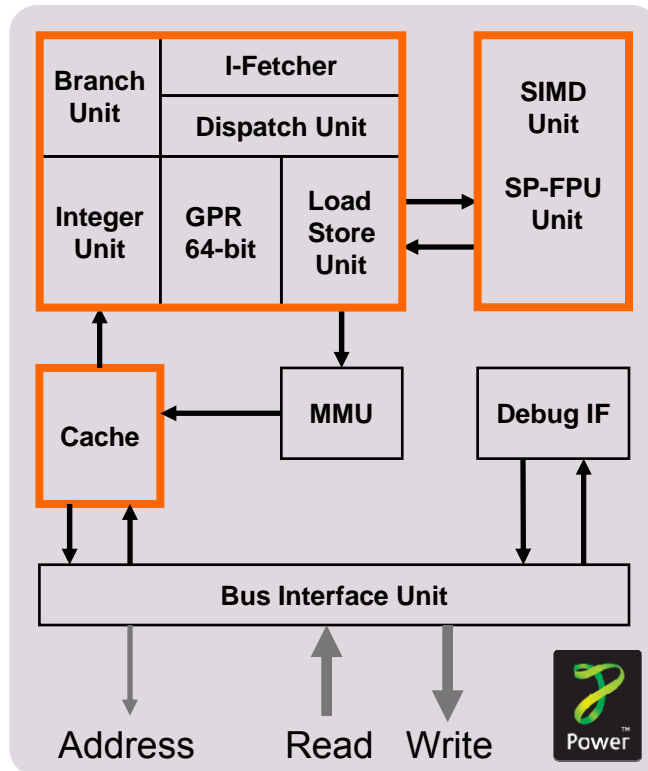 Branch
Unit
I-Fetcher
Dispatch Unit
Integer
Unit
GPR
64-bit
Load
Store
Unit
SIMD
Unit
SP-FPU
Unit
Cache
MMU
Debug IF
Bus Interface Unit
Address
Read
Write
Power™